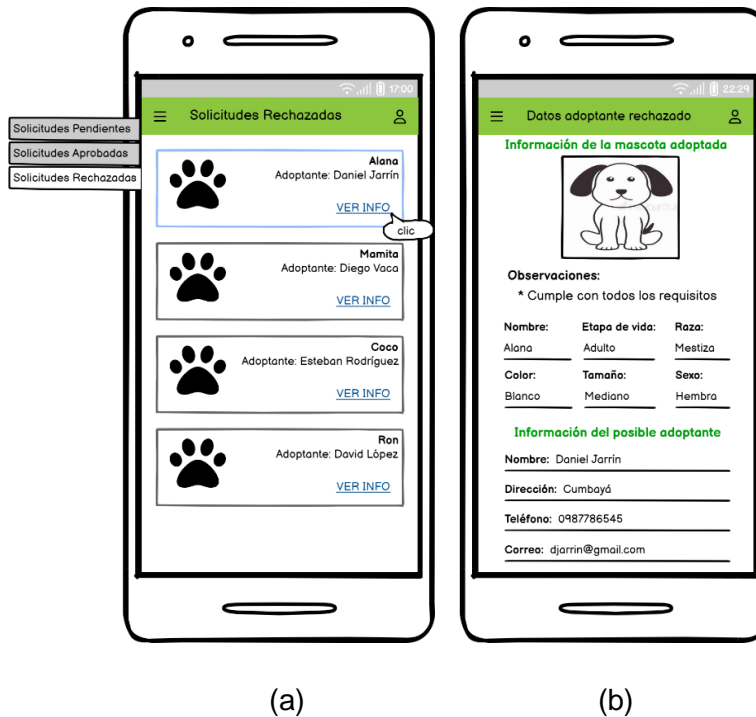 17:00
Solicitudes Rechazadas
Solicitudes Pendientes
Solicitudes Aprobadas
Solicitudes Rechazadas
Alana
Adoptante: Daniel Jarrín
VER INFO
clic
Mamita
Adoptante: Diego Vaca
VER INFO
Coco
Adoptante: Esteban Rodríguez
VER INFO
Ron
Adoptante: David López
VER INFO
(a)
22:29
Datos adoptante rechazado
Información de la mascota adoptada
Observaciones:
* Cumple con todos los requisitos
Nombre: Etapa de vida: Raza:
Alana Adulto Mestiza
Color: Tamaño: Sexo:
Blanco Mediano Hembra
Información del posible adoptante
Nombre: Daniel Jarrín
Dirección: Cumbayá
Teléfono: 0987786545
Correo: djarrin@gmail.com
(b)